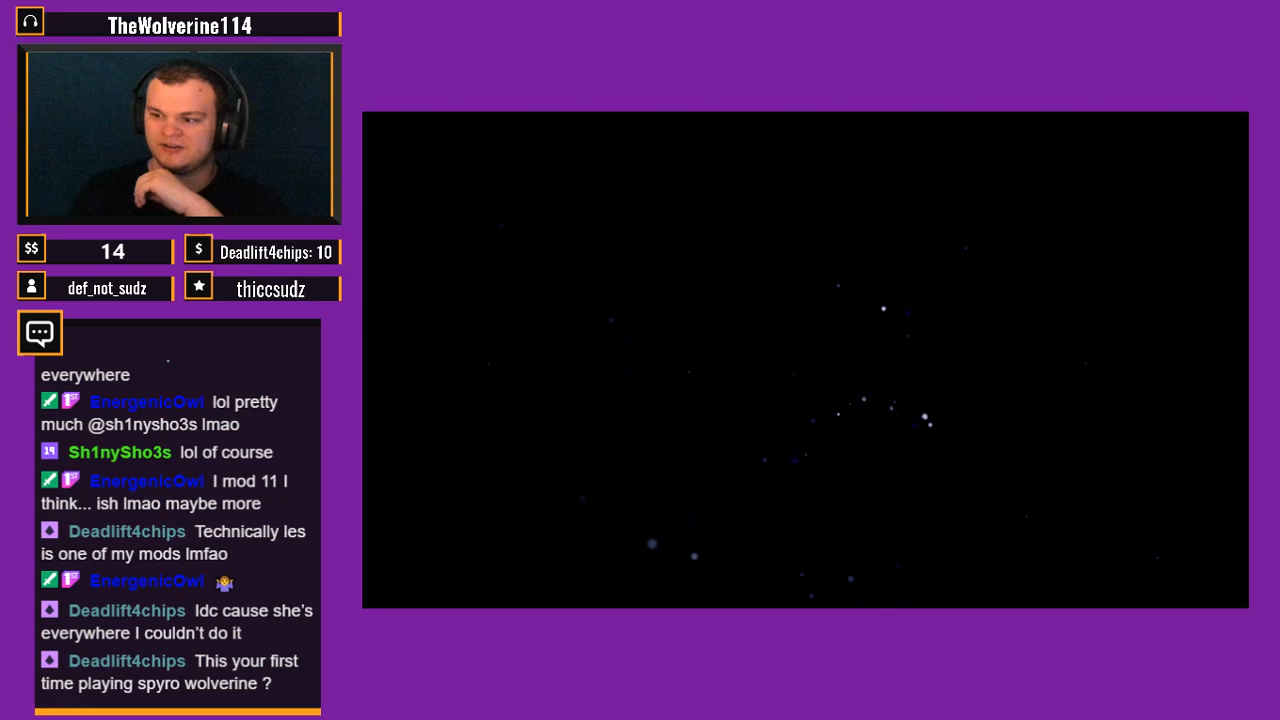 TheWolverine114
$$ 14
$ Deadlift4chips: 10
def_not_sudz
thiccsudz
everywhere
EnergenicOwl lol pretty
much @sh1nysho3s lmao
19 Sh1nySho3s lol of course
EnergenicOwl I mod 11 I
think... ish lmao maybe more
Deadlift4chips Technically les
is one of my mods lmfao
EnergenicOwl 🤷
Deadlift4chips Idc cause she's
everywhere I couldn't do it
Deadlift4chips This your first
time playing spyro wolverine ?